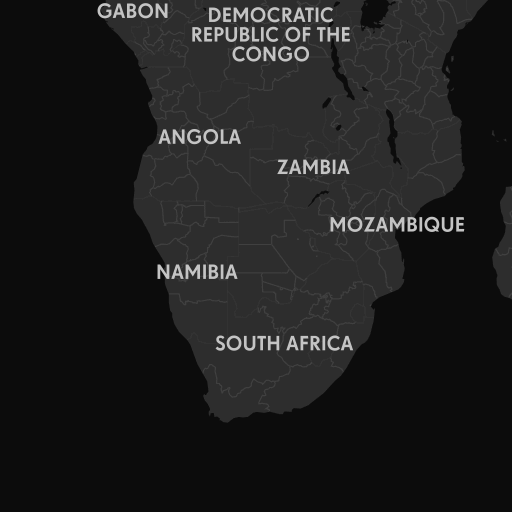 GABON
DEMOCRATIC
REPUBLIC OF THE
CONGO
ANGOLA
ZAMBIA
MOZAMBIQUE
NAMIBIA
SOUTH AFRICA